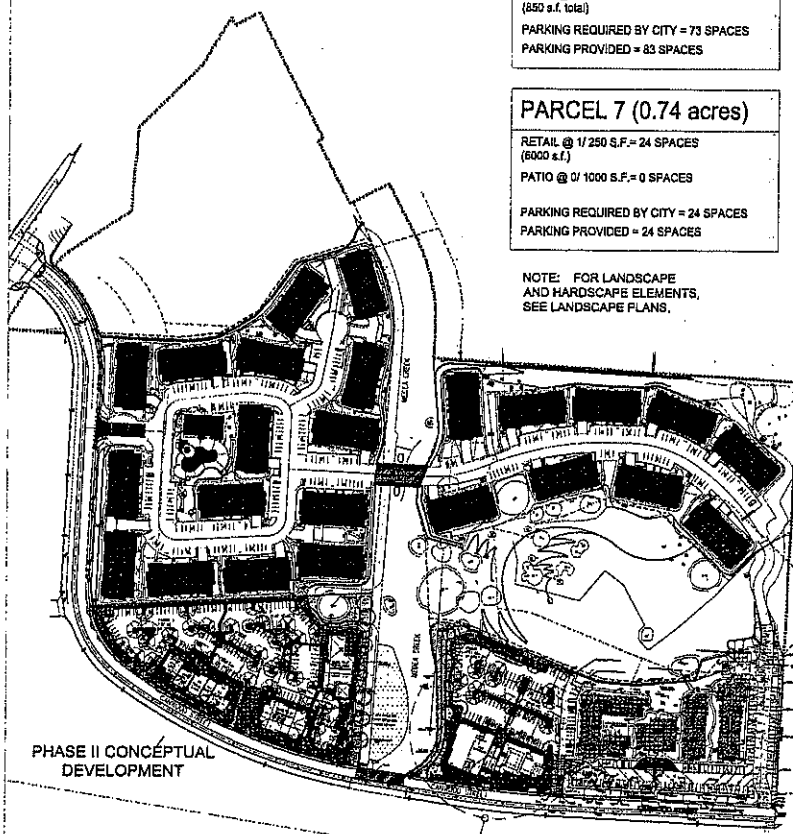 (850 s.f. total)
PARKING REQUIRED BY CITY = 73 SPACES
PARKING PROVIDED = 83 SPACES
PARCEL 7 (0.74 acres)
RETAIL @ 1/ 250 S.F.= 24 SPACES
(6000 s.f.)
PATIO @ 0/ 1000 S.F.= 0 SPACES
PARKING REQUIRED BY CITY = 24 SPACES
PARKING PROVIDED = 24 SPACES
NOTE: FOR LANDSCAPE
AND HARDSCAPE ELEMENTS,
SEE LANDSCAPE PLANS.
PHASE II CONCEPTUAL
DEVELOPMENT